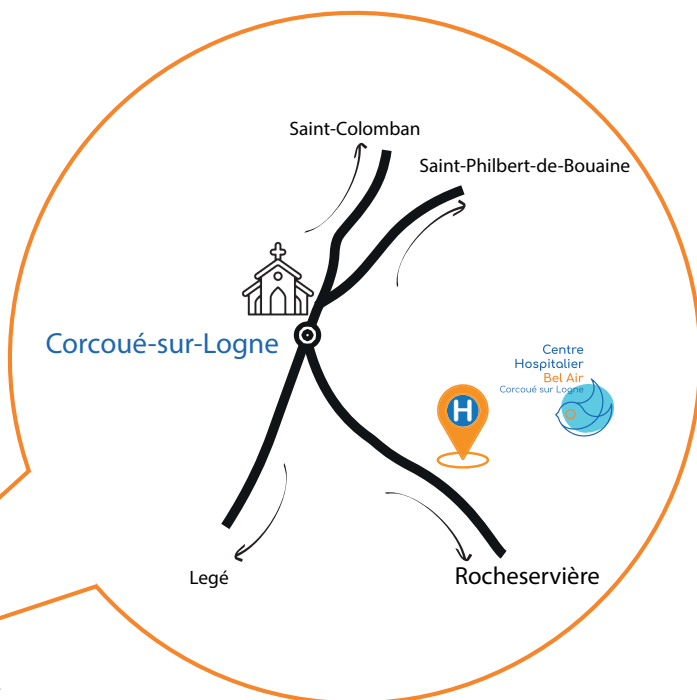 Saint-Colomban
Saint-Philbert-de-Bouaine
Corcoué-sur-Logne
Centre
Hospitalier
Bel Air
Corcoué sur Logne
H
Legé
Rocheservière